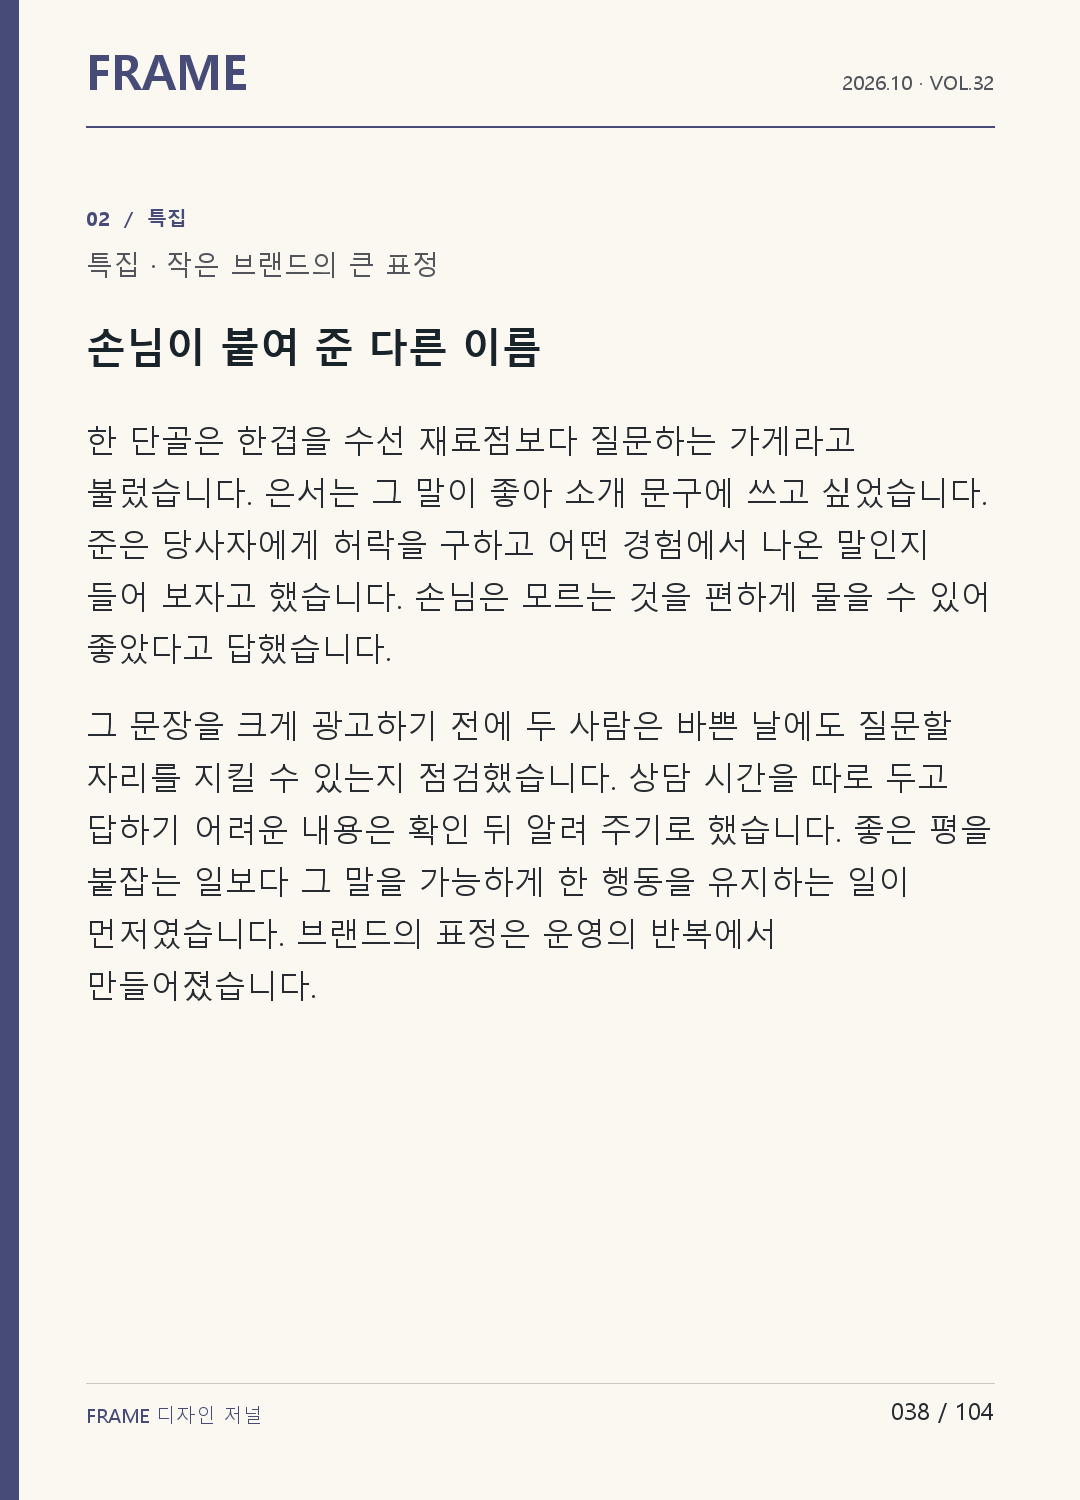 FRAME
2026.10 · VOL.32
02 / 특집
특집 · 작은 브랜드의 큰 표정
손님이 붙여 준 다른 이름
한 단골은 한겹을 수선 재료점보다 질문하는 가게라고
불렀습니다. 은서는 그 말이 좋아 소개 문구에 쓰고 싶었습니다.
준은 당사자에게 허락을 구하고 어떤 경험에서 나온 말인지
들어 보자고 했습니다. 손님은 모르는 것을 편하게 물을 수 있어
좋았다고 답했습니다.
그 문장을 크게 광고하기 전에 두 사람은 바쁜 날에도 질문할
자리를 지킬 수 있는지 점검했습니다. 상담 시간을 따로 두고
답하기 어려운 내용은 확인 뒤 알려 주기로 했습니다. 좋은 평을
붙잡는 일보다 그 말을 가능하게 한 행동을 유지하는 일이
먼저였습니다. 브랜드의 표정은 운영의 반복에서
만들어졌습니다.
FRAME 디자인 저널
038 / 104